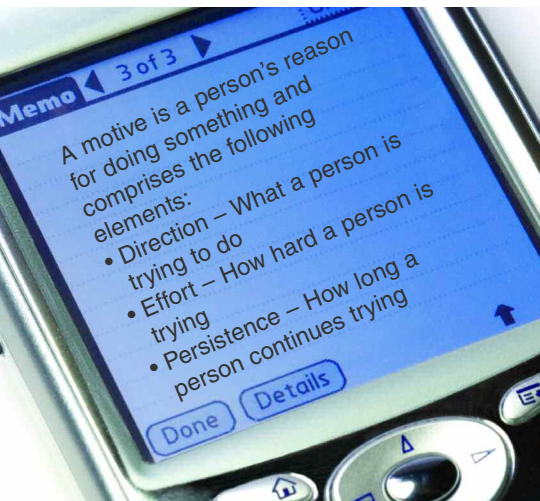 Memo 3 of 3
A motive is a person's reason
for doing something and
comprises the following
elements:
• Direction – What a person is
trying to do
• Effort – How hard a person is
trying
• Persistence – How long a
person continues trying
Done Details